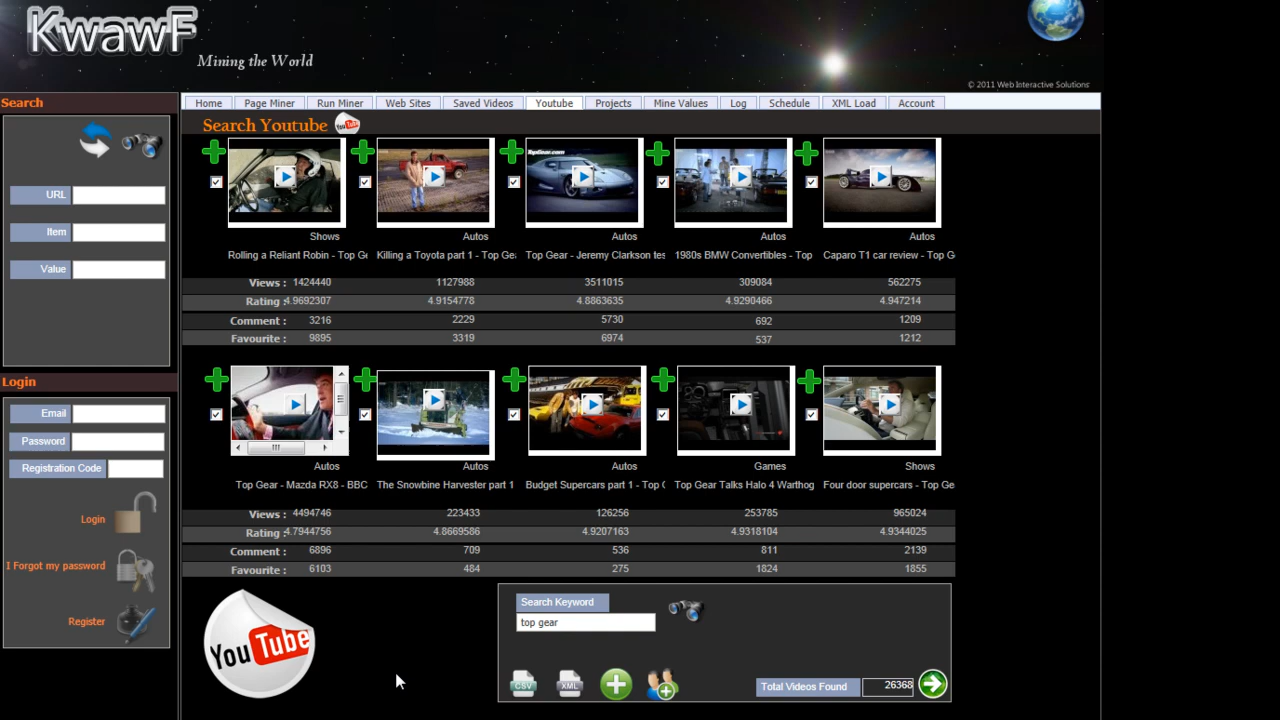 KwawF
Mining the World
© 2011 Web Interactive Solutions
Search
URL
Item
Value
Login
Email
Password
Registration Code
Login
I Forgot my password
Register
Home Page Miner Run Miner Web Sites Saved Videos Youtube Projects Mine Values Log Schedule XML Load Account
Search Youtube
Shows Autos Autos Autos Autos
Rolling a Reliant Robin - Top Ge Killing a Toyota part 1 - Top Gea Top Gear - Jeremy Clarkson tes 1980s BMW Convertibles - Top Caparo T1 car review - Top G
Views : 1424440 1127988 3511015 309084 562275
Rating : 4.9692307 4.9154778 4.8863635 4.9290466 4.947214
Comment : 3216 2229 5730 692 1209
Favourite : 9895 3319 6974 537 1212
Autos Autos Autos Games Shows
Top Gear - Mazda RX8 - BBC The Snowbine Harvester part 1 Budget Supercars part 1 - Top G Top Gear Talks Halo 4 Warthog Four door supercars - Top Ge
Views : 4494746 223433 126256 253785 965024
Rating : 4.7944756 4.8669586 4.9207163 4.9318104 4.9344025
Comment : 6896 709 536 811 2139
Favourite : 6103 484 275 1824 1855
YouTube
Search Keyword
top gear
CSV XML
Total Videos Found 26368